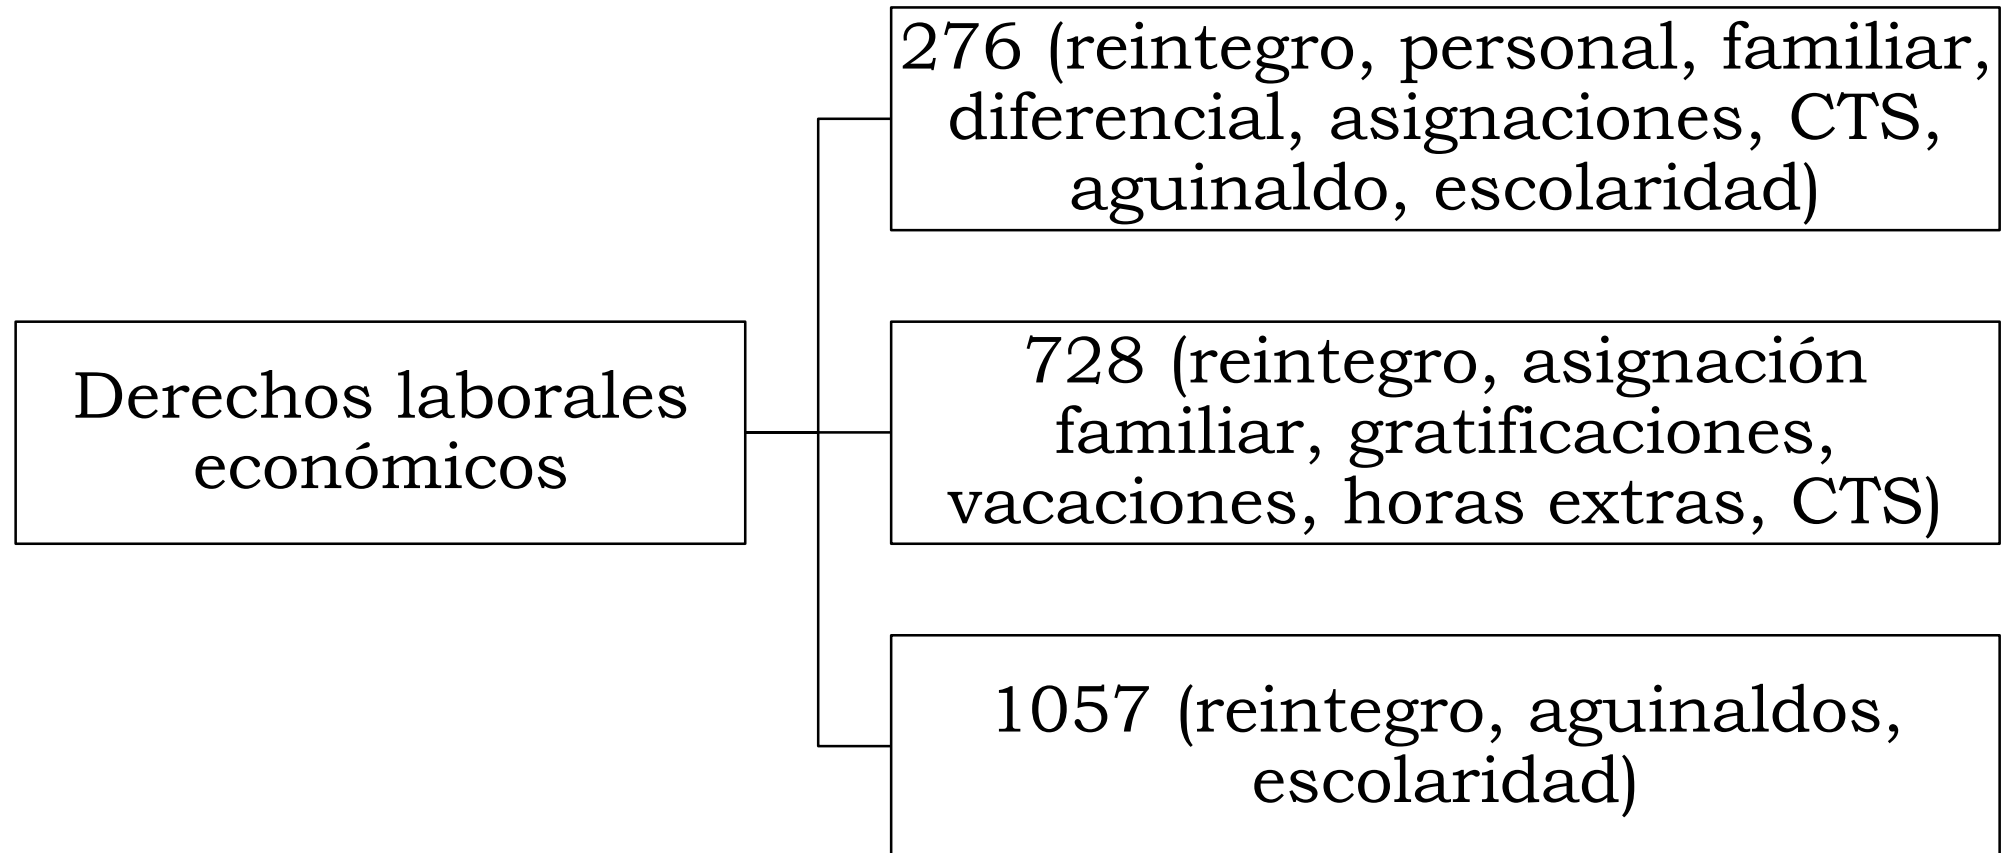 276 (reintegro, personal, familiar,
diferencial, asignaciones, CTS,
aguinaldo, escolaridad)
Derechos laborales
económicos
728 (reintegro, asignación
familiar, gratificaciones,
vacaciones, horas extras, CTS)
1057 (reintegro, aguinaldos,
escolaridad)